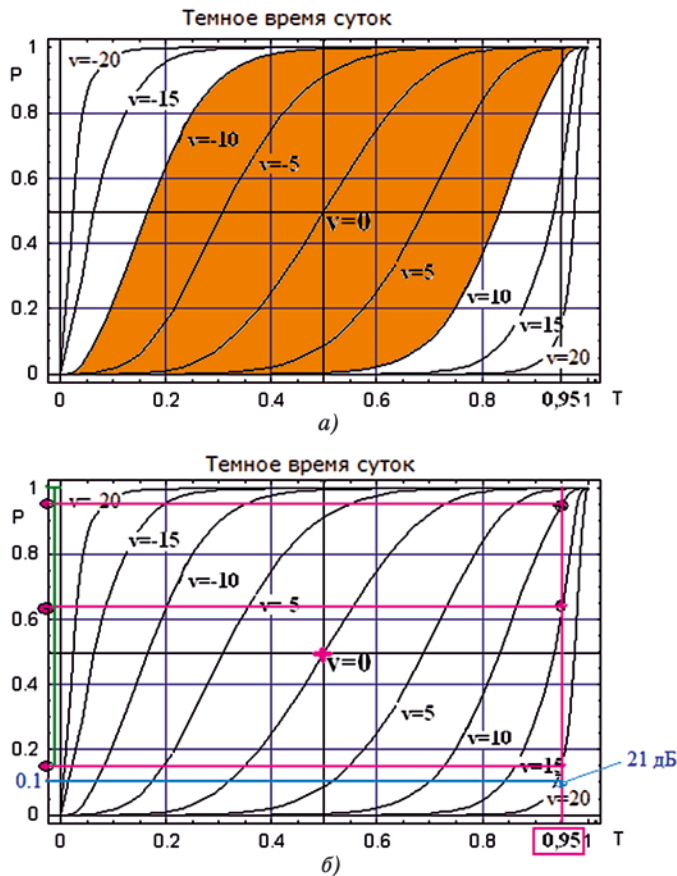 Темное время суток
1
P
0.8
0.6
0.4
0.2
0
v=-20
v=-15
v=-10
v=-5
v=0
v=5
v=10
v=15
v=20
0 0.2 0.4 0.6 0.8 0,95 1 T
а)
Темное время суток
1
P
0.8
0.6
0.4
0.2
0.1
0
v=-20
v=-15
v=-10
v=-5
v=0
v=5
v=10
v=15
v=20
21 дБ
0 0.2 0.4 0.6 0.8 0,95 1 T
б)